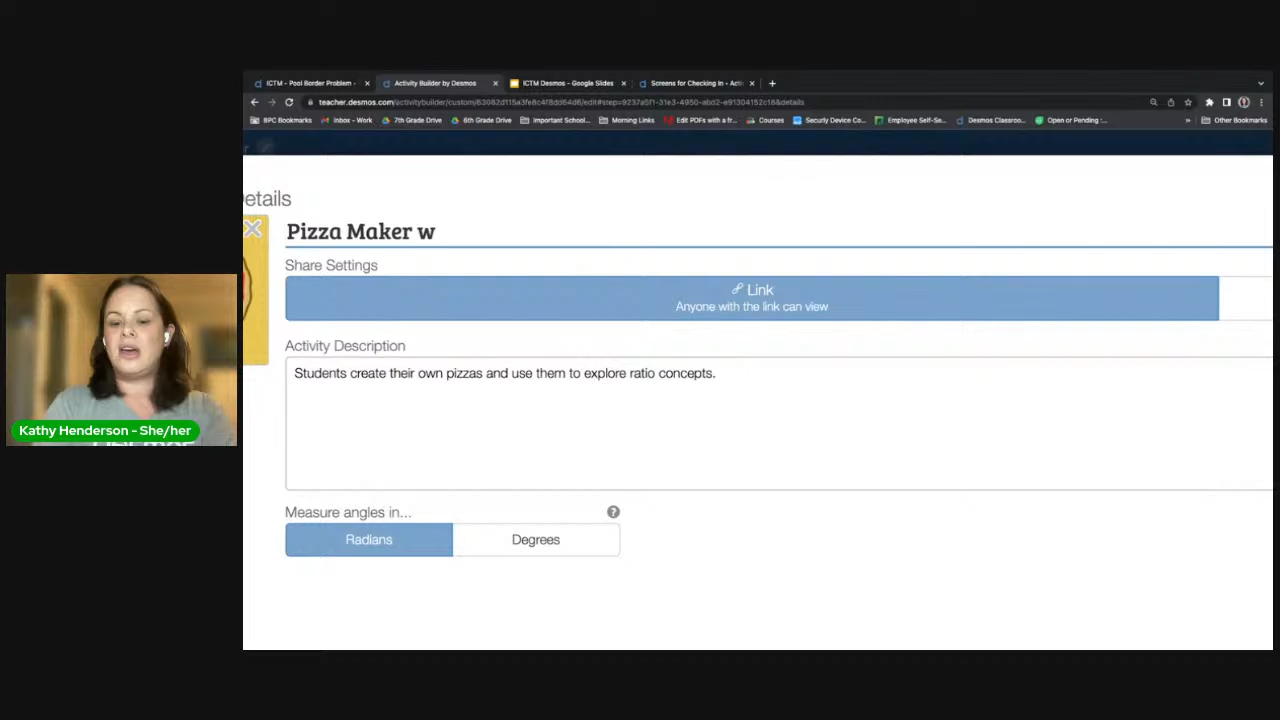 ICTM - Pool Border Problem -
Activity Builder by Desmos
ICTM Desmos - Google Slides
Screens for Checking In - Acti
teacher.desmos.com/activitybuilder/custom/63082d115a3fe8c4f8dd64d6/edit#step=9237a5f1-31e3-4950-abd2-e91304152c18&details
BPC Bookmarks
Inbox - Work
7th Grade Drive
6th Grade Drive
Important School...
Morning Links
Edit PDFs with a fr...
Courses
Securly Device Co...
Employee Self-Se...
Desmos Classroo...
Open or Pending :...
»
Other Bookmarks
etails
Pizza Maker w
Share Settings
Link
Anyone with the link can view
Activity Description
Students create their own pizzas and use them to explore ratio concepts.
Measure angles in...
?
Radians
Degrees
Kathy Henderson - She/her